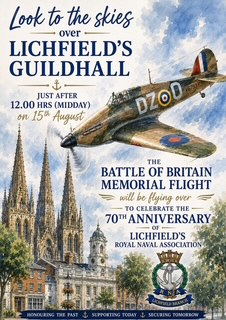 Look to the skies
over
LICHFIELD'S
GUILDHALL
JUST AFTER
12.00 HRS (MIDDAY)
on 15th August
DZ O
THE
BATTLE OF BRITAIN
MEMORIAL FLIGHT
will be flying over
TO CELEBRATE THE
70TH ANNIVERSARY
OF
LICHFIELD'S
ROYAL NAVAL ASSOCIATION
LICHFIELD BRANCH
HONOURING THE PAST SUPPORTING TODAY SECURING TOMORROW